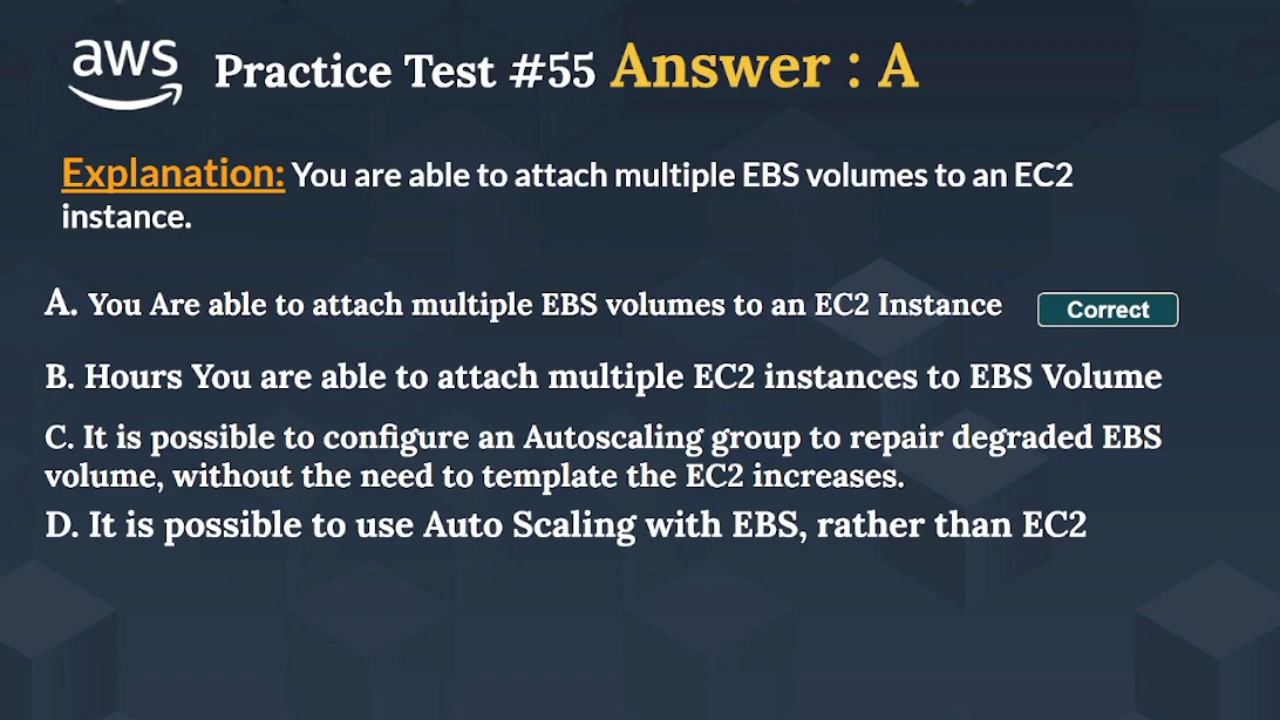 aws
Practice Test #55 Answer : A
Explanation: You are able to attach multiple EBS volumes to an EC2
instance.
A. You Are able to attach multiple EBS volumes to an EC2 Instance
Correct
B. Hours You are able to attach multiple EC2 instances to EBS Volume
C. It is possible to configure an Autoscaling group to repair degraded EBS
volume, without the need to template the EC2 increases.
D. It is possible to use Auto Scaling with EBS, rather than EC2